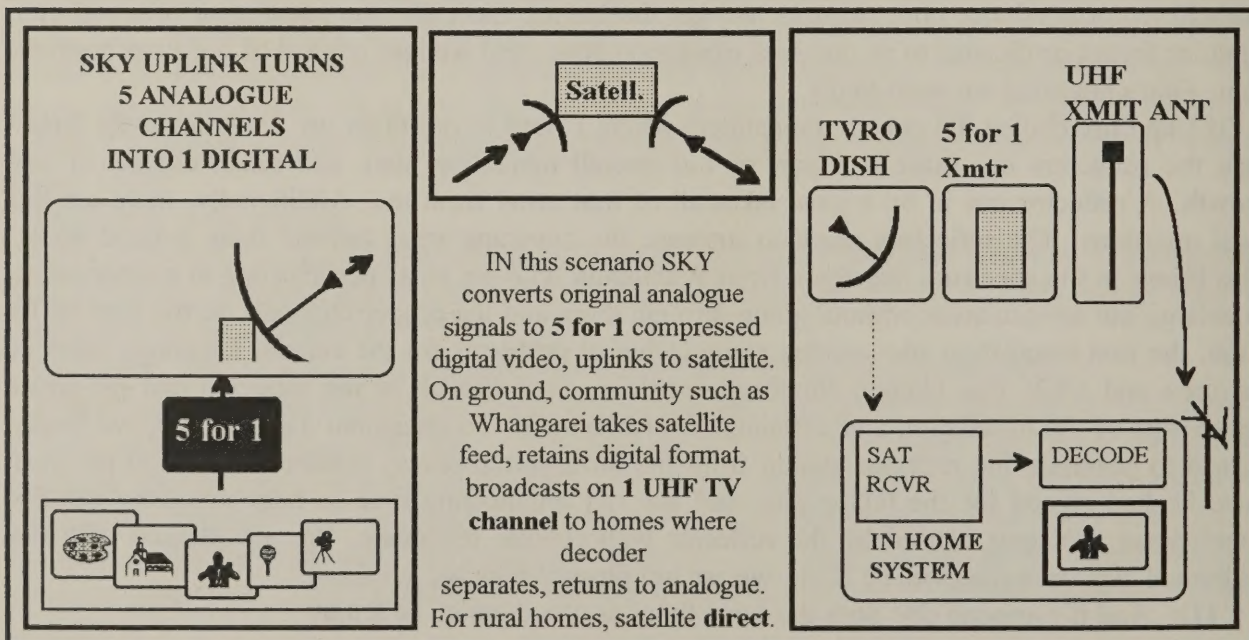 SKY UPLINK TURNS
5 ANALOGUE
CHANNELS
INTO 1 DIGITAL
5 for 1
Satell.
IN this scenario SKY
converts original analogue
signals to 5 for 1 compressed
digital video, uplinks to satellite.
On ground, community such as
Whangarei takes satellite
feed, retains digital format,
broadcasts on 1 UHF TV
channel to homes where
decoder
separates, returns to analogue.
For rural homes, satellite direct.
UHF
XMIT ANT
TVRO
DISH
5 for 1
Xmtr
SAT
RCVR
DECODE
IN HOME
SYSTEM